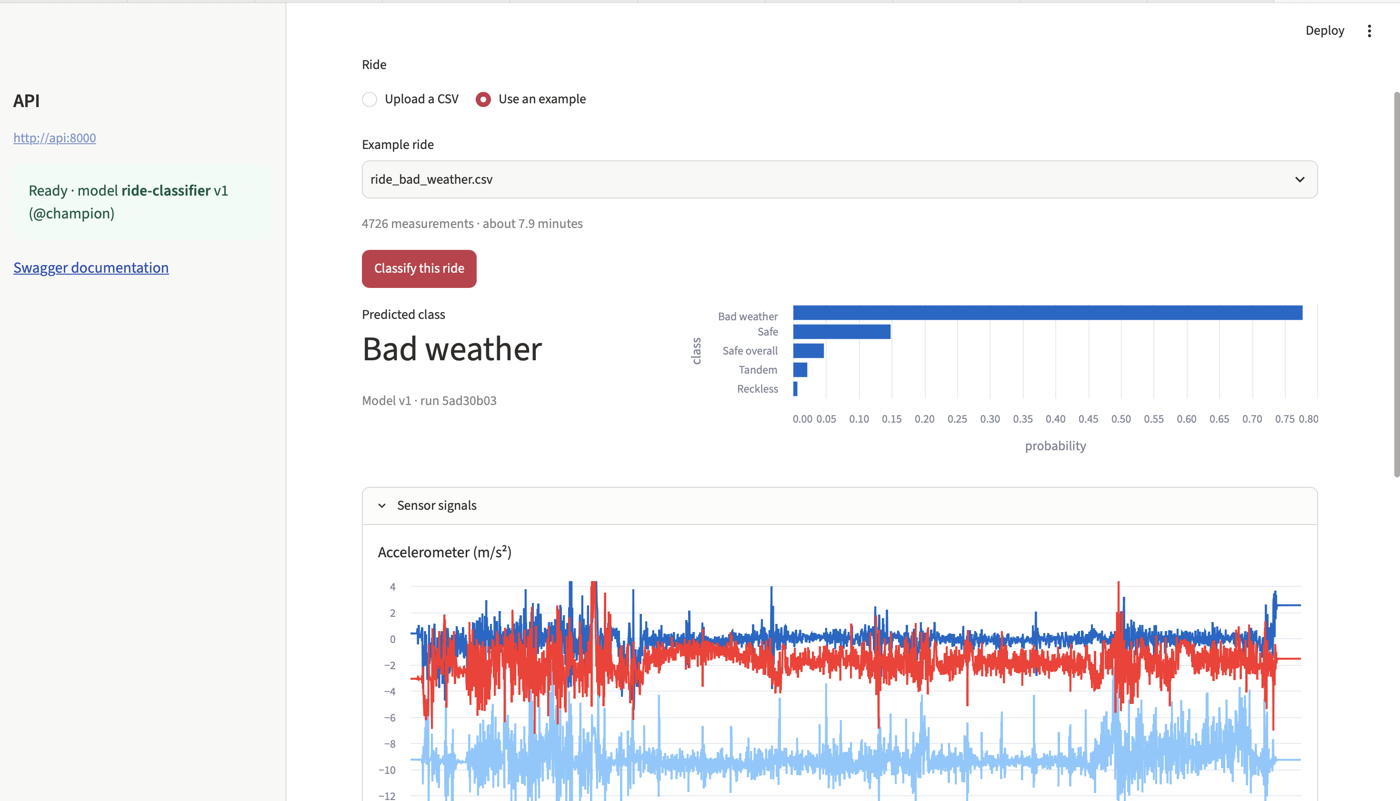 Deploy
API
http://api:8000
Ready · model ride-classifier v1
(@champion)
Swagger documentation
Ride
Upload a CSV
Use an example
Example ride
ride_bad_weather.csv
4726 measurements · about 7.9 minutes
Classify this ride
Predicted class
Bad weather
Model v1 · run 5ad30b03
class
Bad weather
Safe
Safe overall
Tandem
Reckless
0.00 0.05 0.10 0.15 0.20 0.25 0.30 0.35 0.40 0.45 0.50 0.55 0.60 0.65 0.70 0.75 0.80
probability
Sensor signals
Accelerometer (m/s²)
4
2
0
−2
−4
−6
−8
−10
−12